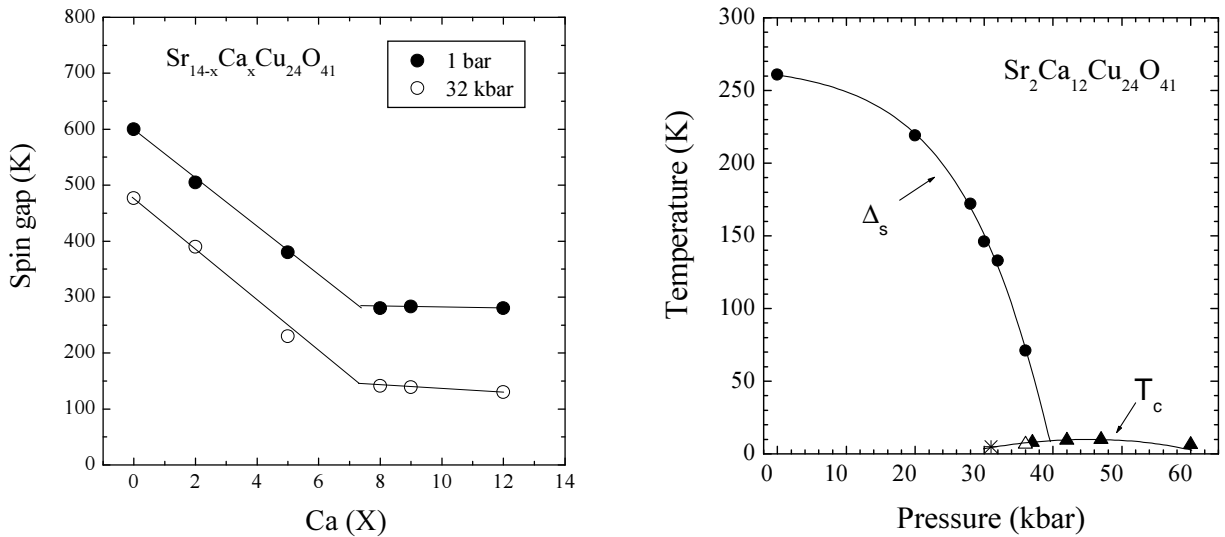 800
700
600
500
400
300
200
100
0
Spin gap (K)
Sr14-xCaxCu24O41
1 bar
32 kbar
0 2 4 6 8 10 12 14
Ca (X)
300
250
200
150
100
50
0
Temperature (K)
Sr2Ca12Cu24O41
Δs
Tc
0 10 20 30 40 50 60
Pressure (kbar)